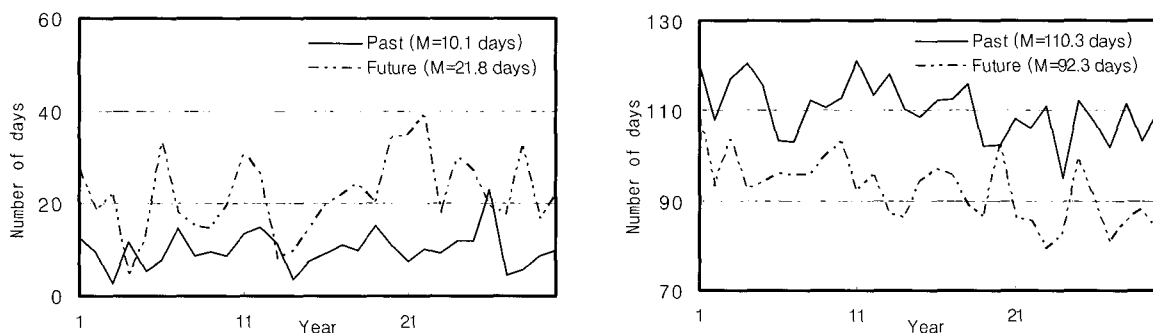 60
40
20
0
Number of days
Past (M=10.1 days)
Future (M=21.8 days)
1
11
21
Year
130
110
90
70
Number of days
Past (M=110.3 days)
Future (M=92.3 days)
1
11
21
Year